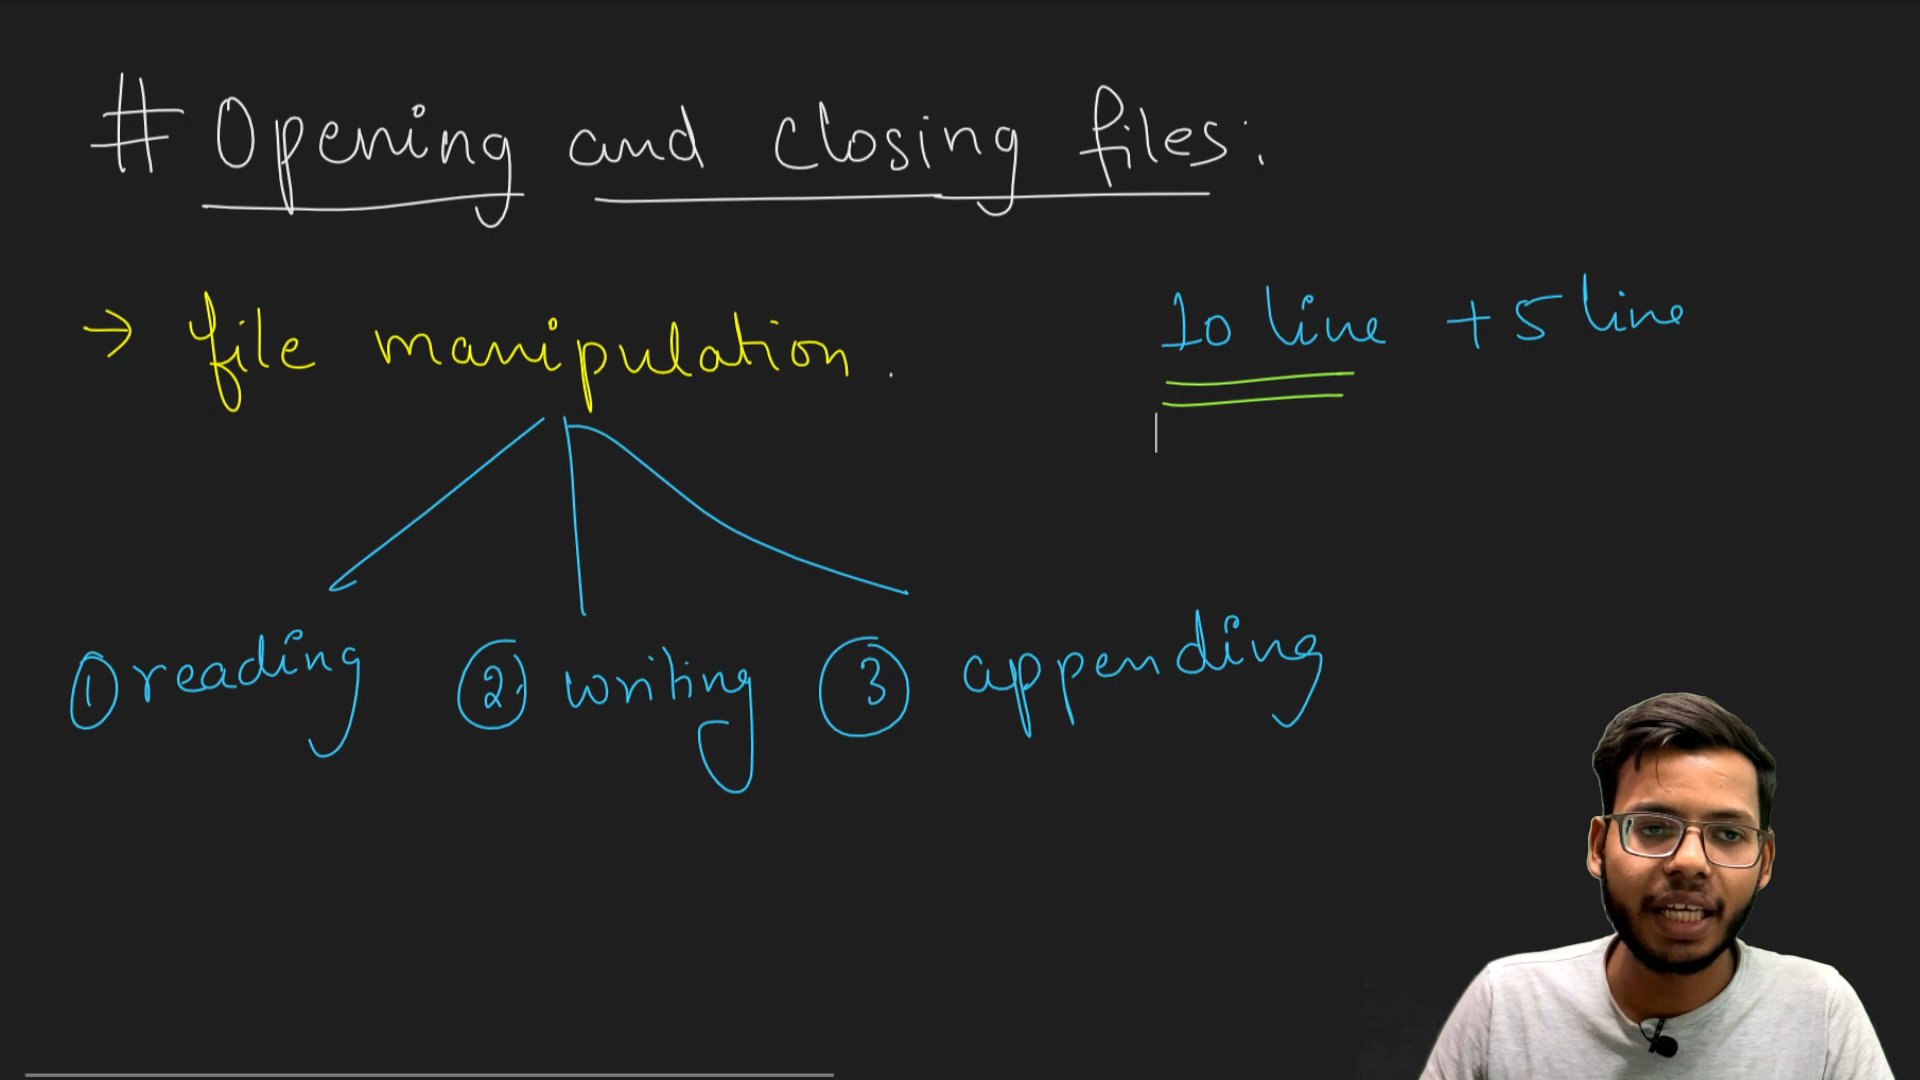 # Opening and closing files:
→ file manipulation.
10 line + 5 line
① reading ② writing ③ appending